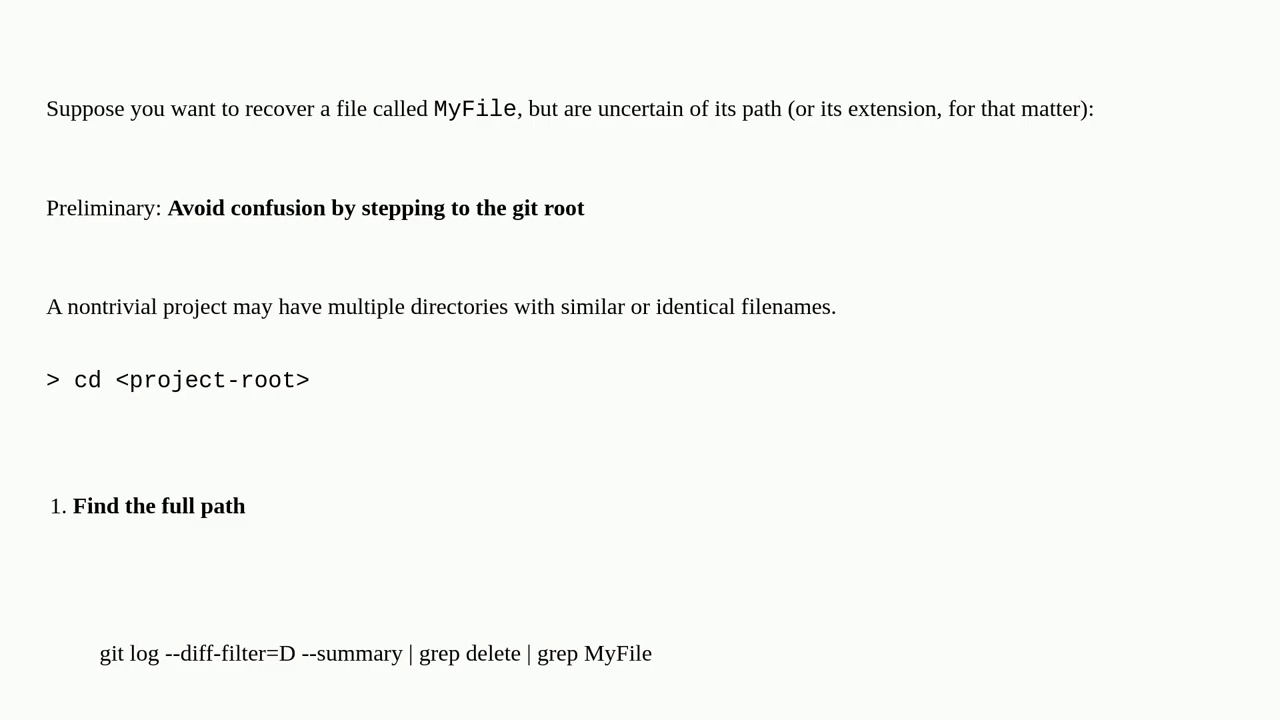 Suppose you want to recover a file called MyFile, but are uncertain of its path (or its extension, for that matter):
Preliminary: Avoid confusion by stepping to the git root
A nontrivial project may have multiple directories with similar or identical filenames.
> cd <project-root>
1. Find the full path
git log --diff-filter=D --summary | grep delete | grep MyFile